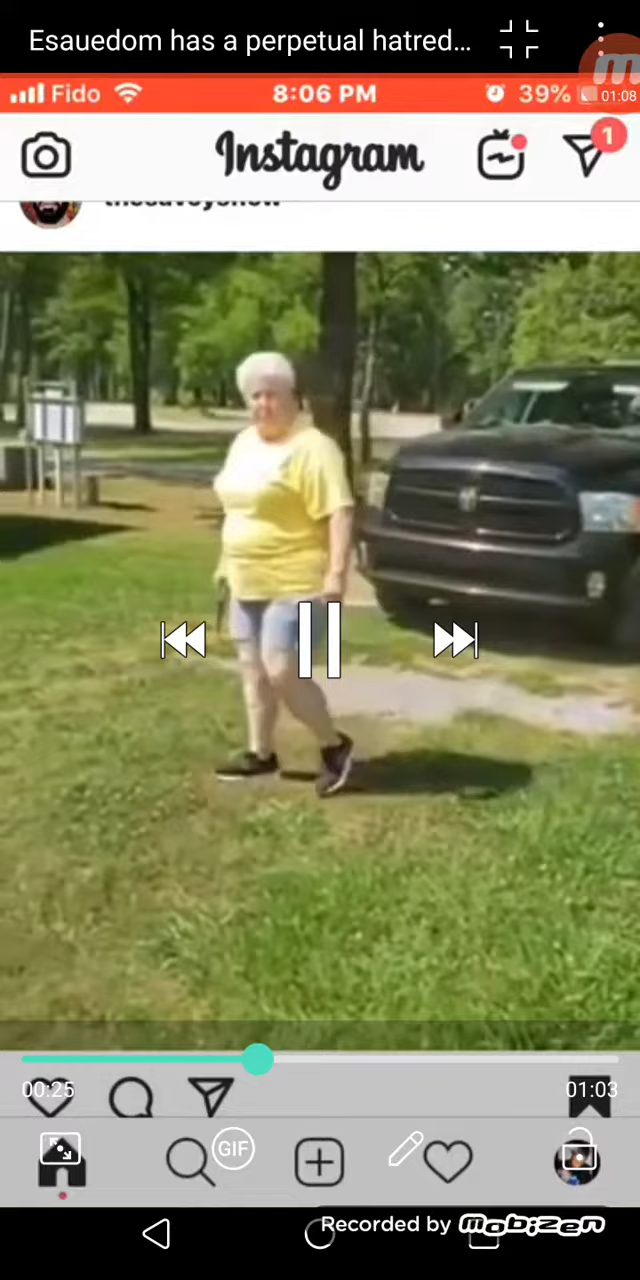 Esauedom has a perpetual hatred...
Fido 8:06 PM 39% 01:08
Instagram 1
thesavoyshow
00:25 01:03
GIF
Recorded by Mobizen